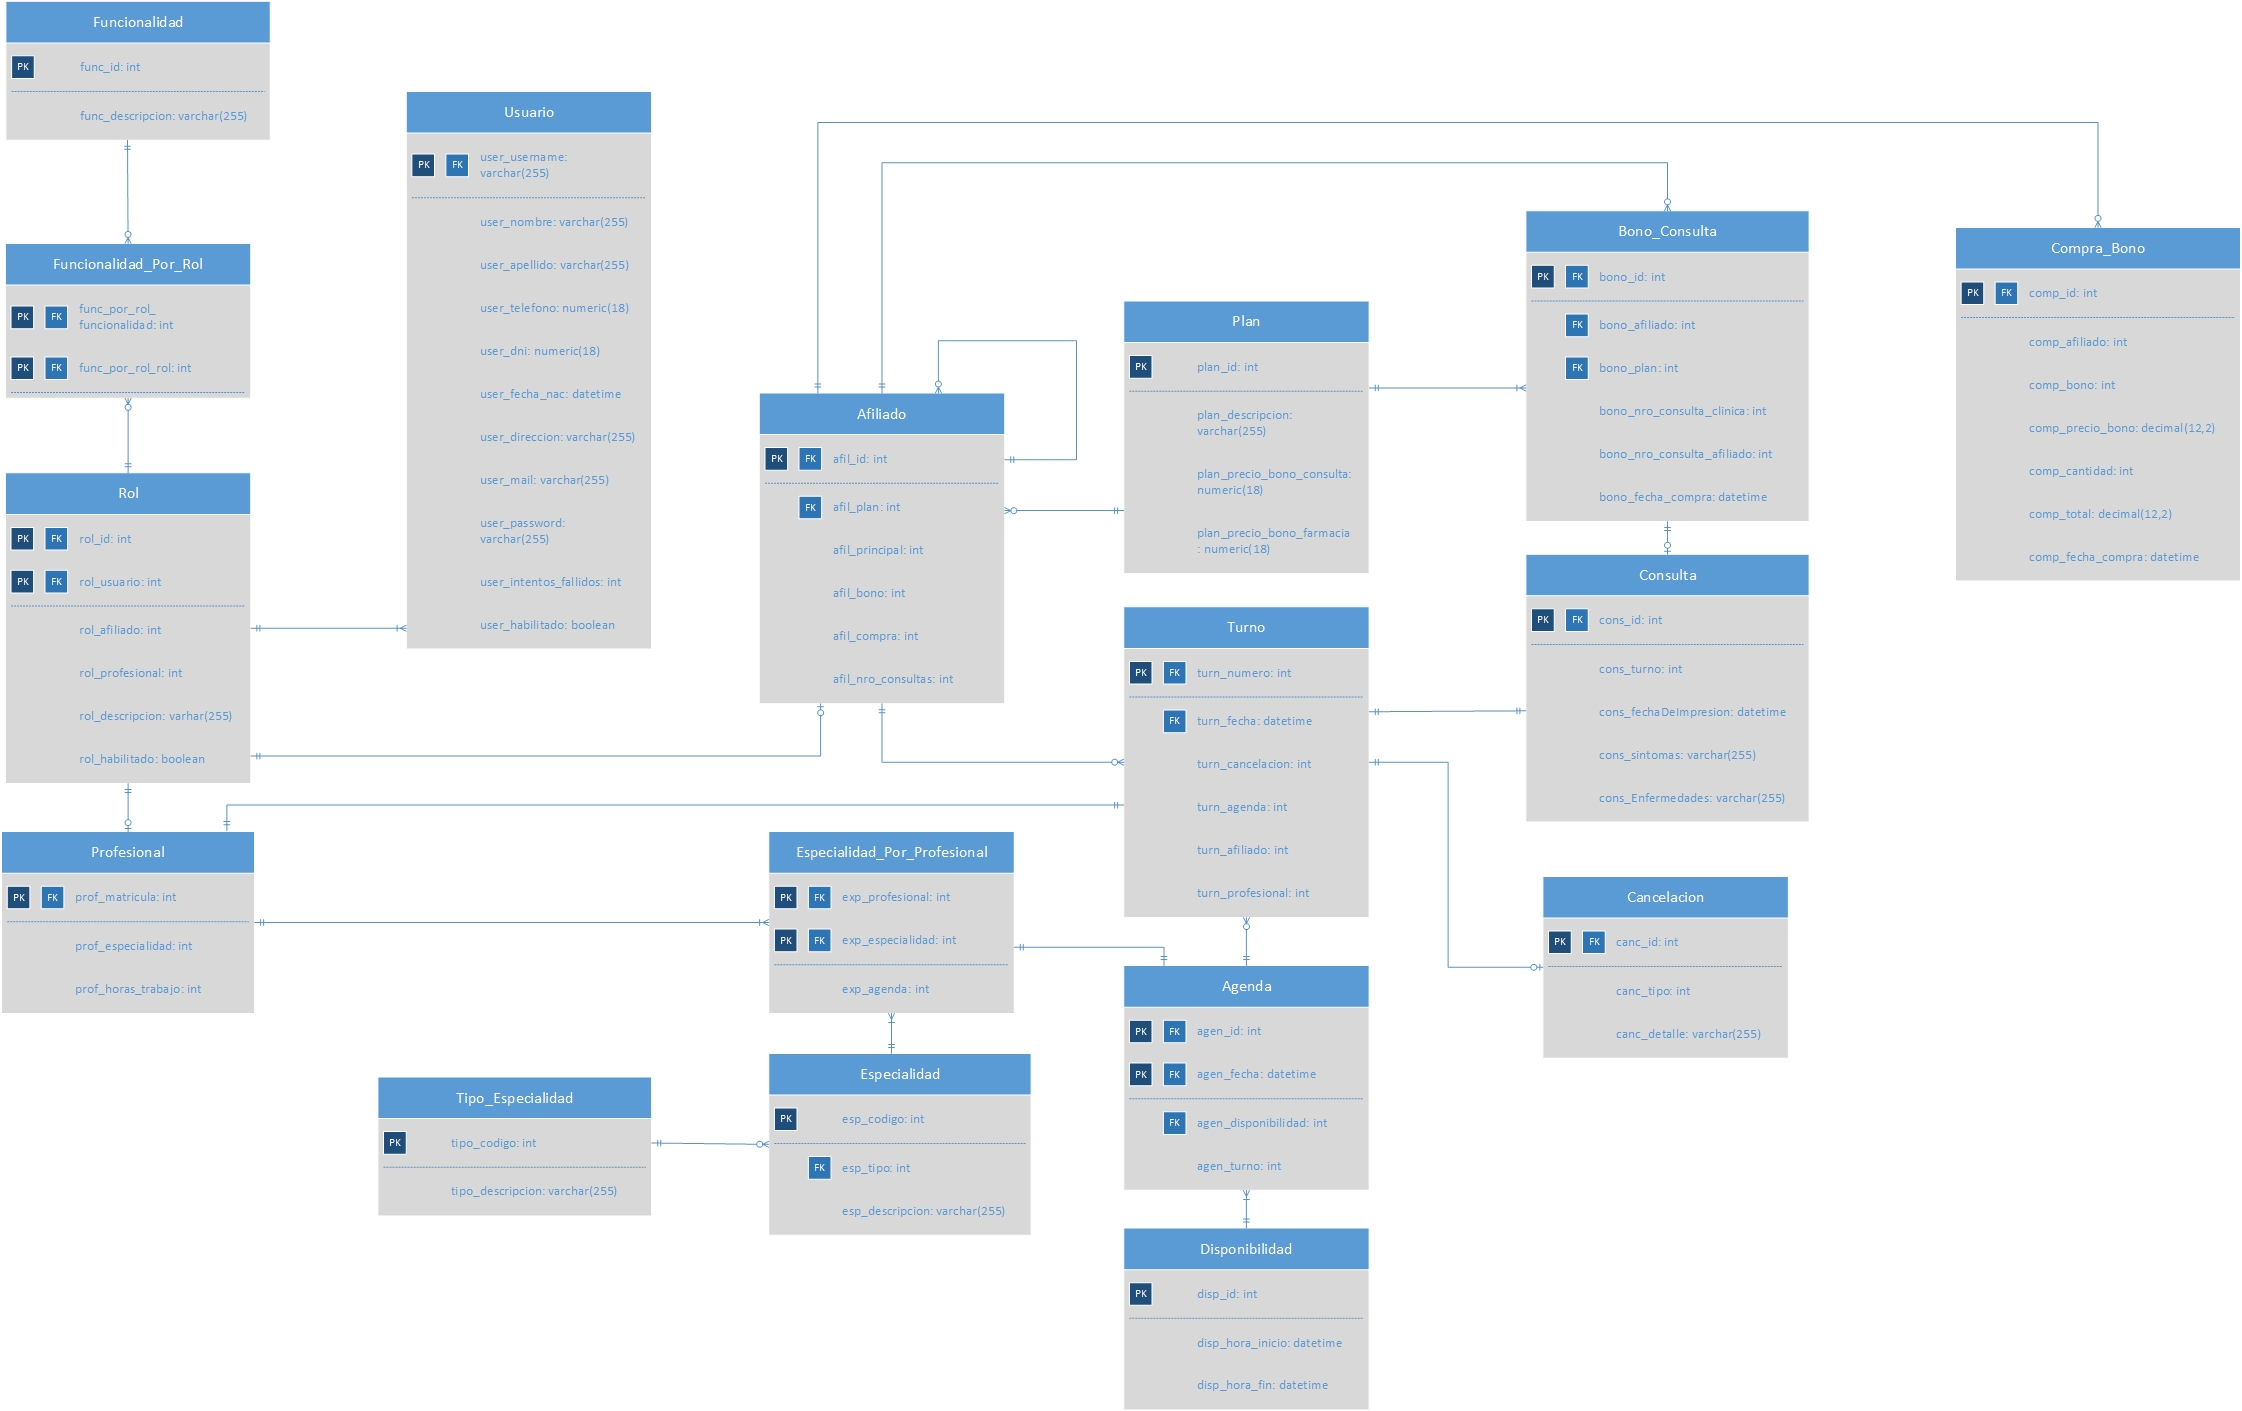 Funcionalidad
PK func_id: int
func_descripcion: varchar(255)
Usuario
PK FK user_username:
varchar(255)
user_nombre: varchar(255)
user_apellido: varchar(255)
user_telefono: numeric(18)
user_dni: numeric(18)
user_fecha_nac: datetime
user_direccion: varchar(255)
user_mail: varchar(255)
user_password:
varchar(255)
user_intentos_fallidos: int
user_habilitado: boolean
Funcionalidad_Por_Rol
PK FK func_por_rol_
funcionalidad: int
PK FK func_por_rol_rol: int
Rol
PK FK rol_id: int
PK FK rol_usuario: int
rol_afiliado: int
rol_profesional: int
rol_descripcion: varhar(255)
rol_habilitado: boolean
Afiliado
PK FK afil_id: int
FK afil_plan: int
afil_principal: int
afil_bono: int
afil_compra: int
afil_nro_consultas: int
Plan
PK plan_id: int
plan_descripcion:
varchar(255)
plan_precio_bono_consulta:
numeric(18)
plan_precio_bono_farmacia
: numeric(18)
Bono_Consulta
PK FK bono_id: int
FK bono_afiliado: int
FK bono_plan: int
bono_nro_consulta_clinica: int
bono_nro_consulta_afiliado: int
bono_fecha_compra: datetime
Compra_Bono
PK FK comp_id: int
comp_afiliado: int
comp_bono: int
comp_precio_bono: decimal(12,2)
comp_cantidad: int
comp_total: decimal(12,2)
comp_fecha_compra: datetime
Consulta
PK FK cons_id: int
cons_turno: int
cons_fechaDeImpresion: datetime
cons_sintomas: varchar(255)
cons_Enfermedades: varchar(255)
Turno
PK FK turn_numero: int
FK turn_fecha: datetime
turn_cancelacion: int
turn_agenda: int
turn_afiliado: int
turn_profesional: int
Profesional
PK FK prof_matricula: int
prof_especialidad: int
prof_horas_trabajo: int
Especialidad_Por_Profesional
PK FK exp_profesional: int
PK FK exp_especialidad: int
exp_agenda: int
Cancelacion
PK FK canc_id: int
canc_tipo: int
canc_detalle: varchar(255)
Agenda
PK FK agen_id: int
PK FK agen_fecha: datetime
FK agen_disponibilidad: int
agen_turno: int
Tipo_Especialidad
PK tipo_codigo: int
tipo_descripcion: varchar(255)
Especialidad
PK esp_codigo: int
FK esp_tipo: int
esp_descripcion: varchar(255)
Disponibilidad
PK disp_id: int
disp_hora_inicio: datetime
disp_hora_fin: datetime